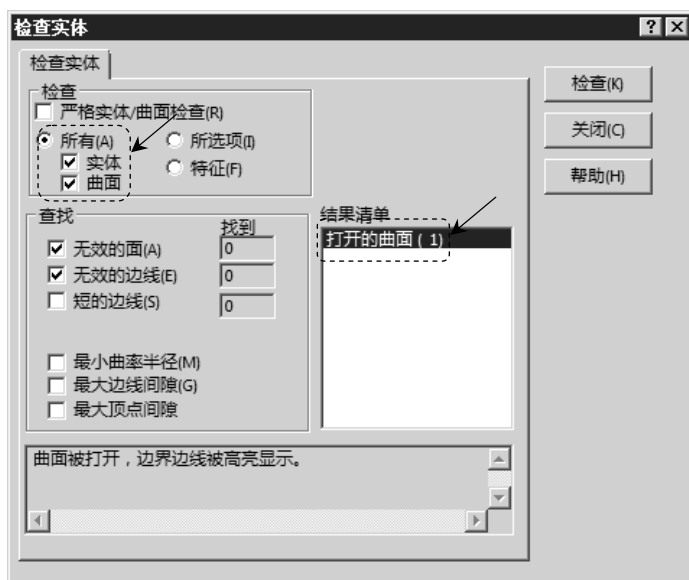 检查实体
检查实体
检查
严格实体/曲面检查(R)
所有(A)
所选项(I)
实体
特征(F)
曲面
检查(K)
关闭(C)
帮助(H)
查找
找到
无效的面(A)
0
无效的边线(E)
0
短的边线(S)
0
最小曲率半径(M)
最大边线间隙(G)
最大顶点间隙
结果清单
打开的曲面 ( 1)
曲面被打开，边界边线被高亮显示。